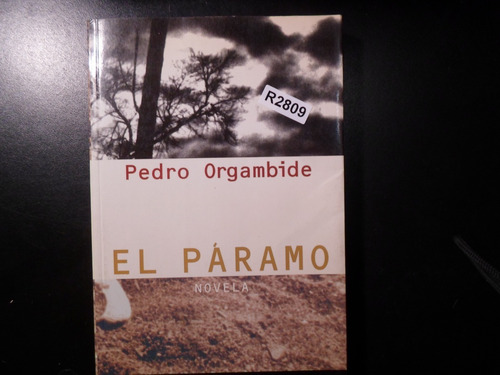 R2809
Pedro Orgambide
EL PÁRAMO
NOVELA